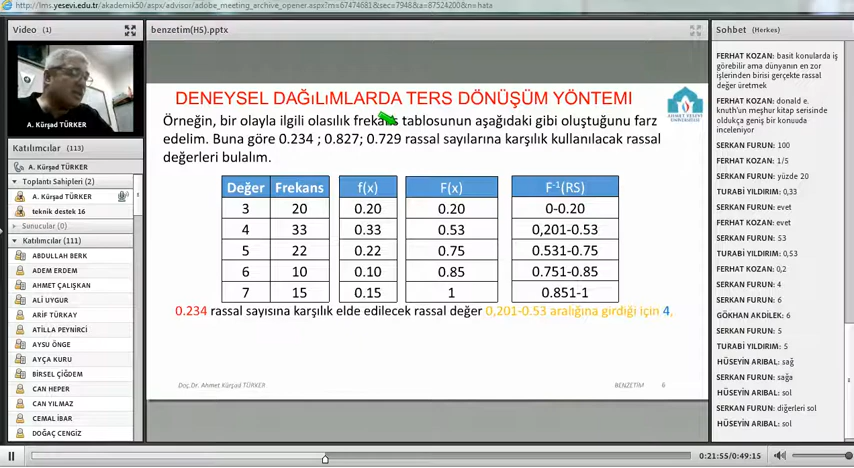 http://lms.yesevi.edu.tr/akademik50/aspx/advisor/adobe_meeting_archive_opener.aspx?m=67474681&sec=7948&a=87524200&n=hata
Video (1)
A. Kürşad TÜRKER
Katılımcılar (113)
A. Kürşad TÜRKER
Toplantı Sahipleri (2)
A. Kürşad TÜRKER
teknik destek 16
Sunucular (0)
Katılımcılar (111)
ABDULLAH BERK
ADEM ERDEM
AHMET ÇALIŞKAN
ALİ UYGUR
ARİF TÜRKAY
ATİLLA PEYNİRCİ
AYSU ÖNGE
AYÇA KURU
BİRSEL ÇİĞDEM
CAN HEPER
CAN YILMAZ
CEMAL İBAR
DOĞAÇ CENGİZ
benzetim(H5).pptx
DENEYSEL DAĞıLıMLARDA TERS DÖNÜŞÜM YÖNTEMI
Örneğin, bir olayla ilgili olasılık frekans tablosunun aşağıdaki gibi oluştuğunu farz
edelim. Buna göre 0.234 ; 0.827; 0.729 rassal sayılarına karşılık kullanılacak rassal
değerleri bulalım.
Değer Frekans f(x) F(x) F-1(RS)
3 20 0.20 0.20 0-0.20
4 33 0.33 0.53 0,201-0.53
5 22 0.22 0.75 0.531-0.75
6 10 0.10 0.85 0.751-0.85
7 15 0.15 1 0.851-1
0.234 rassal sayısına karşılık elde edilecek rassal değer 0,201-0.53 aralığına girdiği için 4,
Doç.Dr. Ahmet Kürşad TÜRKER
BENZETİM
6
Sohbet (Herkes)
FERHAT KOZAN: basit konularda iş
görebilir ama dünyanın en zor
işlerinden birisi gerçekte rassal
değer üretmek
FERHAT KOZAN: donald e.
knuth'un meşhur kitap serisinde
oldukça geniş bir konuda
inceleniyor
SERKAN FURUN: 100
FERHAT KOZAN: 1/5
SERKAN FURUN: yüzde 20
TURABİ YILDIRIM: 0,33
SERKAN FURUN: evet
FERHAT KOZAN: evet
SERKAN FURUN: 53
TURABİ YILDIRIM: 0,53
FERHAT KOZAN: 0,2
SERKAN FURUN: 4
SERKAN FURUN: 6
GÖKHAN AKDİLEK: 6
SERKAN FURUN: 5
TURABİ YILDIRIM: 5
HÜSEYİN ARIBAL: sağ
SERKAN FURUN: sağa
HÜSEYİN ARIBAL: sol
SERKAN FURUN: diğerleri sol
HÜSEYİN ARIBAL: sol
0:21:55/0:49:15